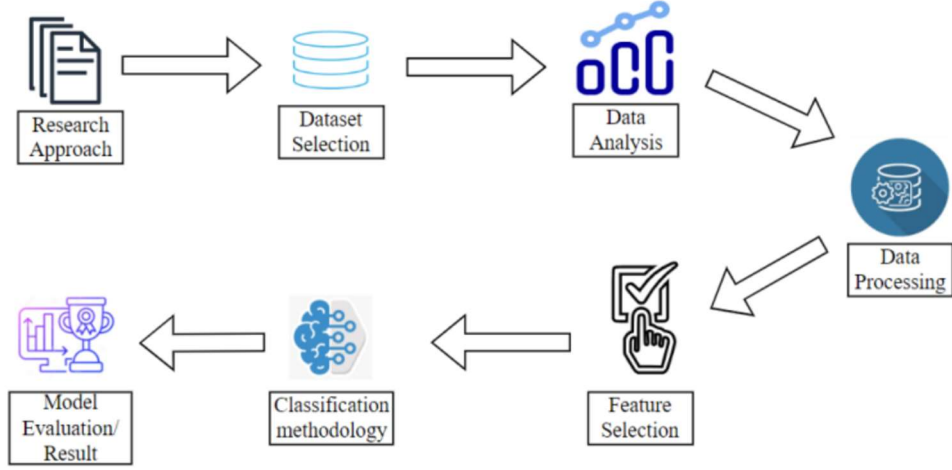 Research
Approach
Dataset
Selection
Data
Analysis
Data
Processing
Feature
Selection
Classification
methodology
Model
Evaluation/
Result